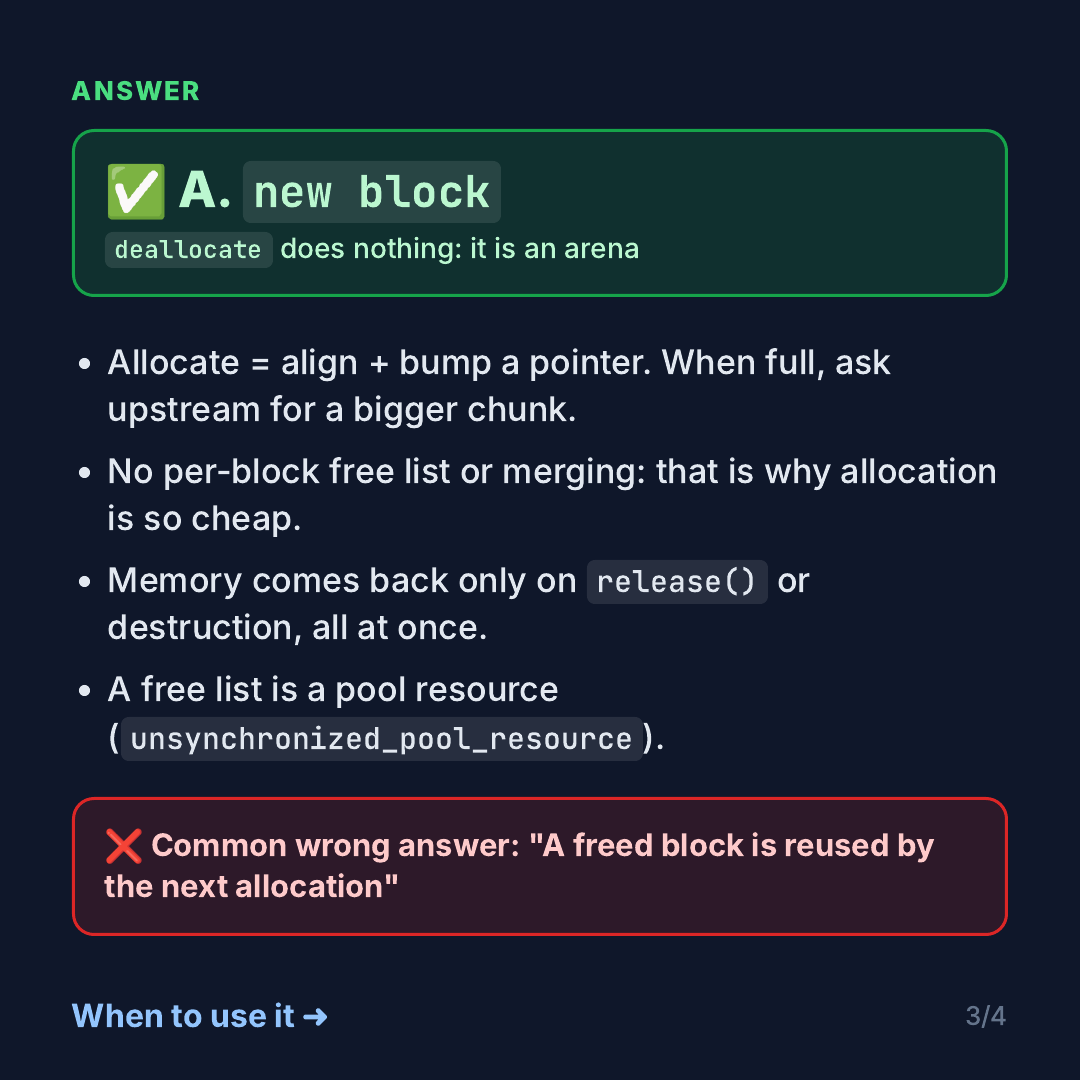 ANSWER
✅ A. new block
deallocate does nothing: it is an arena
• Allocate = align + bump a pointer. When full, ask
upstream for a bigger chunk.
• No per-block free list or merging: that is why allocation
is so cheap.
• Memory comes back only on release() or
destruction, all at once.
• A free list is a pool resource
(unsynchronized_pool_resource).
❌ Common wrong answer: "A freed block is reused by
the next allocation"
When to use it ➜
3/4